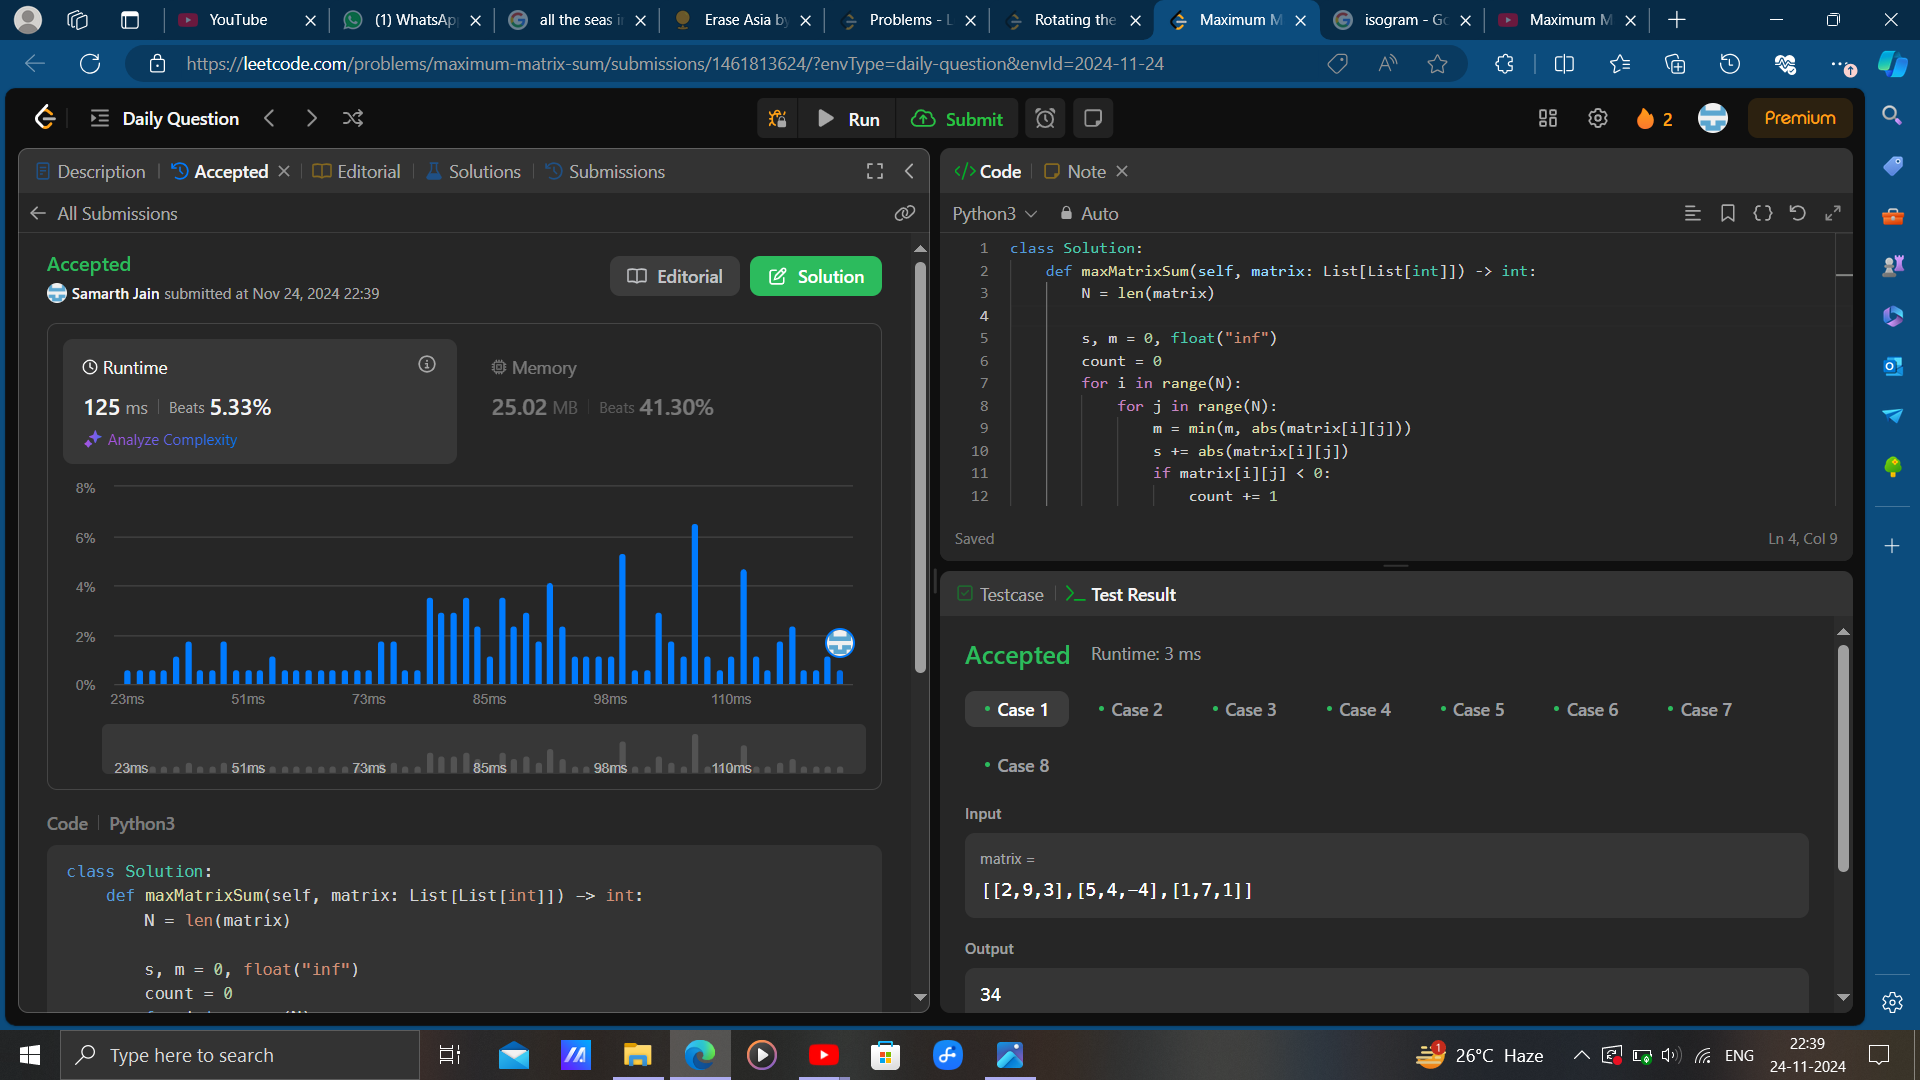 YouTube
(1) WhatsAp
all the seas i
Erase Asia b
Problems - L
Rotating the
Maximum M
isogram - Go
Maximum M
https://leetcode.com/problems/maximum-matrix-sum/submissions/1461813624/?envType=daily-question&envId=2024-11-24
Daily Question
Run
Submit
2
Premium
Description
Accepted
Editorial
Solutions
Submissions
All Submissions
Accepted
Samarth Jain submitted at Nov 24, 2024 22:39
Editorial
Solution
Runtime
125 ms
Beats 5.33%
Analyze Complexity
Memory
25.02 MB
Beats 41.30%
8%
6%
4%
2%
0%
23ms 51ms 73ms 85ms 98ms 110ms
23ms 51ms 73ms 85ms 98ms 110ms
Code | Python3
class Solution:
    def maxMatrixSum(self, matrix: List[List[int]]) -> int:
        N = len(matrix)
        s, m = 0, float("inf")
        count = 0
</> Code
Note
Python3
Auto
1 class Solution:
2     def maxMatrixSum(self, matrix: List[List[int]]) -> int:
3         N = len(matrix)
4
5         s, m = 0, float("inf")
6         count = 0
7         for i in range(N):
8             for j in range(N):
9                 m = min(m, abs(matrix[i][j]))
10                 s += abs(matrix[i][j])
11                 if matrix[i][j] < 0:
12                     count += 1
Saved
Ln 4, Col 9
Testcase
>_ Test Result
Accepted
Runtime: 3 ms
Case 1
Case 2
Case 3
Case 4
Case 5
Case 6
Case 7
Case 8
Input
matrix =
[[2,9,3],[5,4,−4],[1,7,1]]
Output
34
Type here to search
1
26°C Haze
ENG
22:39
24-11-2024